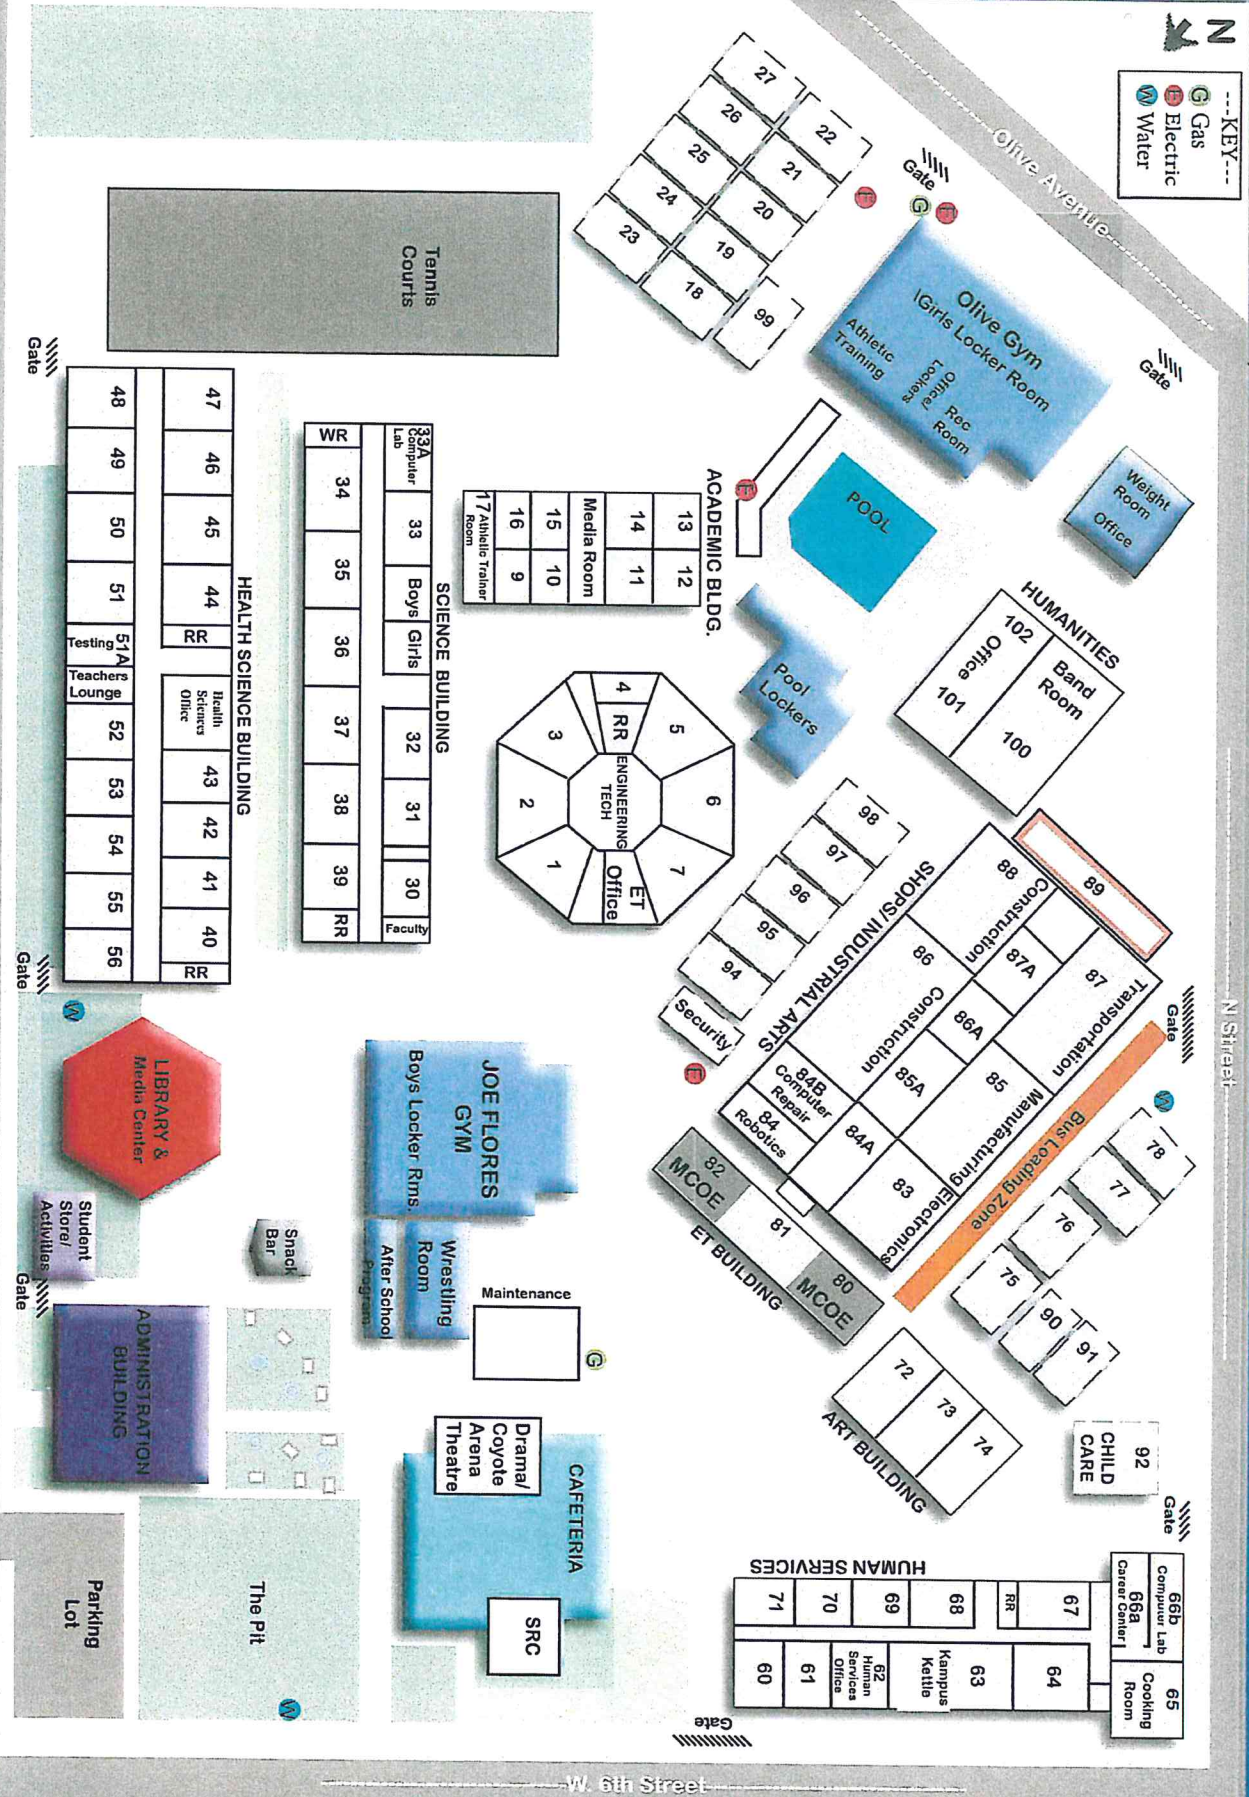 N
---KEY---
G Gas
E Electric
W Water
Olive Avenue
N Street
W. 6th Street
Gate
E
G
E
Gate
27
26
25
24
23
22
21
20
19
18
99
Olive Gym
Girls Locker Room
Athletic
Training
Office/
Lockers
Rec
Room
Weight
Room
Office
POOL
E
Pool
Lockers
Tennis
Courts
Gate
ACADEMIC BLDG.
13
12
14
11
Media Room
15
10
16
9
17 Athletic Trainer
Room
HUMANITIES
102
Office
101
Band
Room
100
SCIENCE BUILDING
33A
Computer
Lab
33
Boys
Girls
32
31
30
Faculty
WR
34
35
36
37
38
39
RR
HEALTH SCIENCE BUILDING
47
46
45
44
RR
Health
Sciences
Office
43
42
41
40
RR
48
49
50
51
51A
Testing
Teachers
Lounge
52
53
54
55
56
Gate
W
ENGINEERING
TECH
4
RR
5
6
7
ET
Office
1
2
3
98
97
96
95
94
Security
E
SHOPS/ INDUSTRIAL ARTS
89
88
Construction
87A
87
Transportation
86
Construction
86A
85A
85
Manufacturing
84B
Computer
Repair
84
Robotics
84A
83
Electronics
Gate
Bus Loading Zone
W
78
77
76
75
90
91
82
MCOE
81
80
MCOE
ET BUILDING
72
73
74
ART BUILDING
92
CHILD
CARE
Gate
LIBRARY &
Media Center
Student
Store/
Activities
Gate
JOE FLORES
GYM
Boys Locker Rms.
Wrestling
Room
After School
Program
Snack
Bar
Maintenance
G
ADMINISTRATION
BUILDING
Drama/
Coyote
Arena
Theatre
CAFETERIA
SRC
HUMAN SERVICES
66b
Computer Lab
66a
Career Center
65
Cooking
Room
67
RR
68
69
70
71
64
63
Kampus
Kettle
62
Human
Services
Office
61
60
Gate
The Pit
W
Parking
Lot